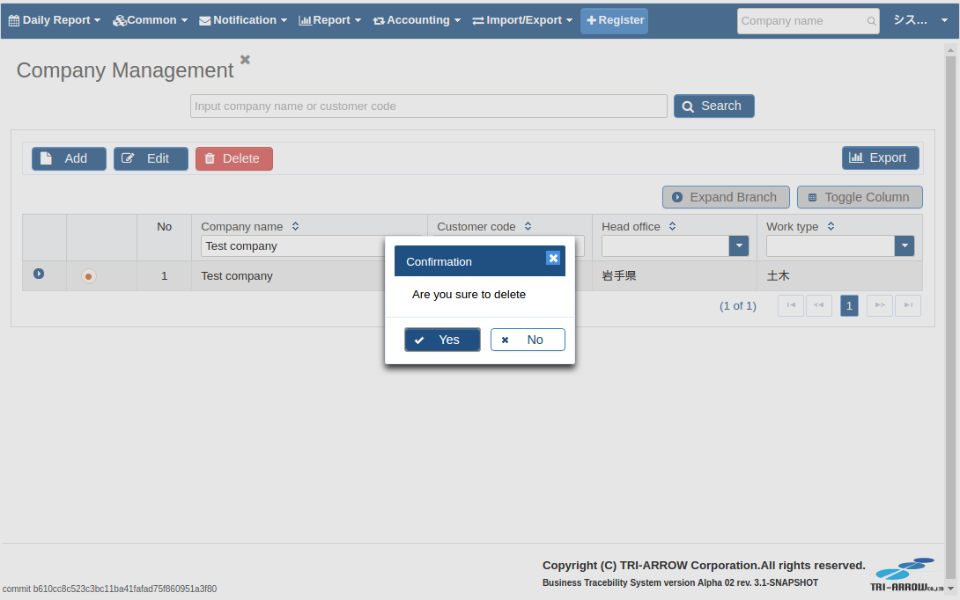 Daily Report Common Notification Report Accounting Import/Export Register Company name シス...
Company Management
Input company name or customer code Search
Add Edit Delete Export
Expand Branch Toggle Column
No Company name Customer code Head office Work type
Test company
1 Test company 岩手県 土木
Confirmation
Are you sure to delete
Yes No
(1 of 1) 1
Copyright (C) TRI-ARROW Corporation.All rights reserved.
Business Tracebility System version Alpha 02 rev. 3.1-SNAPSHOT
TRI-ARROW CO.,LTD
commit b610cc8c523c3bc11ba41fafad75f860951a3f80